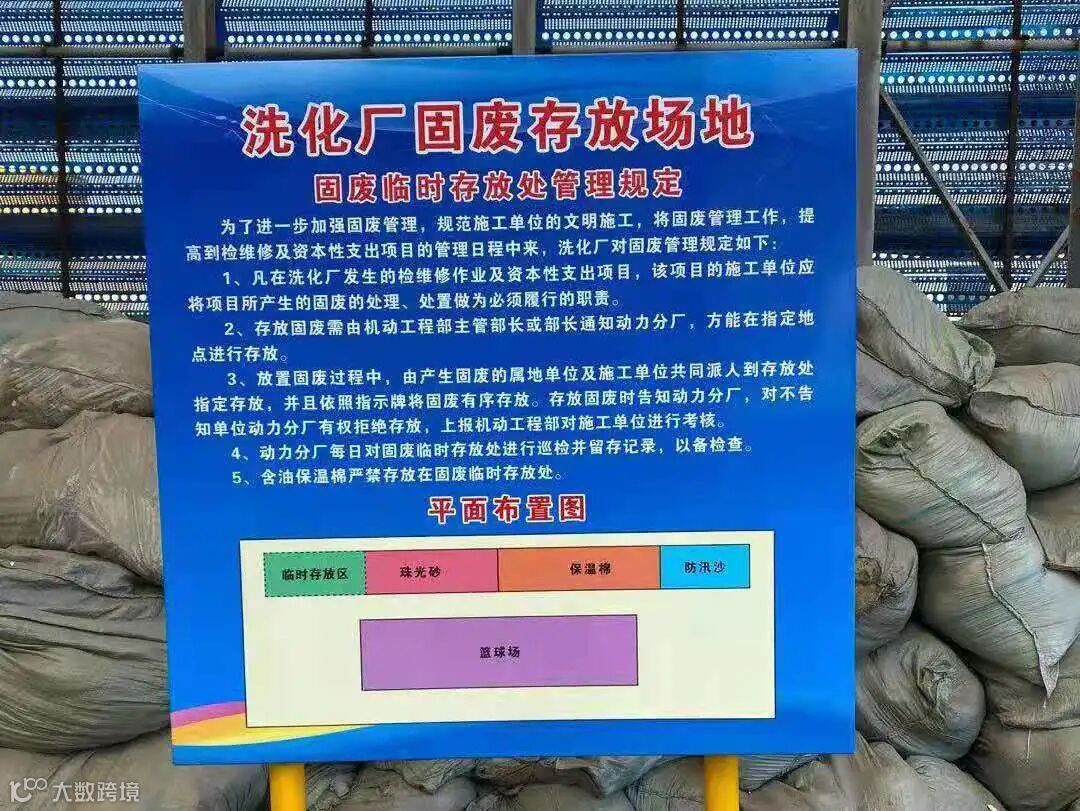 洗化厂固废存放场地
固废临时存放处管理规定
为了进一步加强固废管理，规范施工单位的文明施工，将固废管理工作，提
高到检维修及资本性支出项目的管理日程中来，洗化厂对固废管理规定如下：
1、凡在洗化厂发生的检维修作业及资本性支出项目，该项目的施工单位应
将项目所产生的固废的处理、处置做为必须履行的职责。
2、存放固废需由机动工程部主管部长或部长通知动力分厂，方能在指定地
点进行存放。
3、放置固废过程中，由产生固废的属地单位及施工单位共同派人到存放处
指定存放，并且依照指示牌将固废有序存放。存放固废时告知动力分厂，对不告
知单位动力分厂有权拒绝存放，上报机动工程部对施工单位进行考核。
4、动力分厂每日对固废临时存放处进行巡检并留存记录，以备检查。
5、含油保温棉严禁存放在固废临时存放处。
平面布置图
临时存放区 珠光砂 保温棉 防汛沙
篮球场
大数跨境